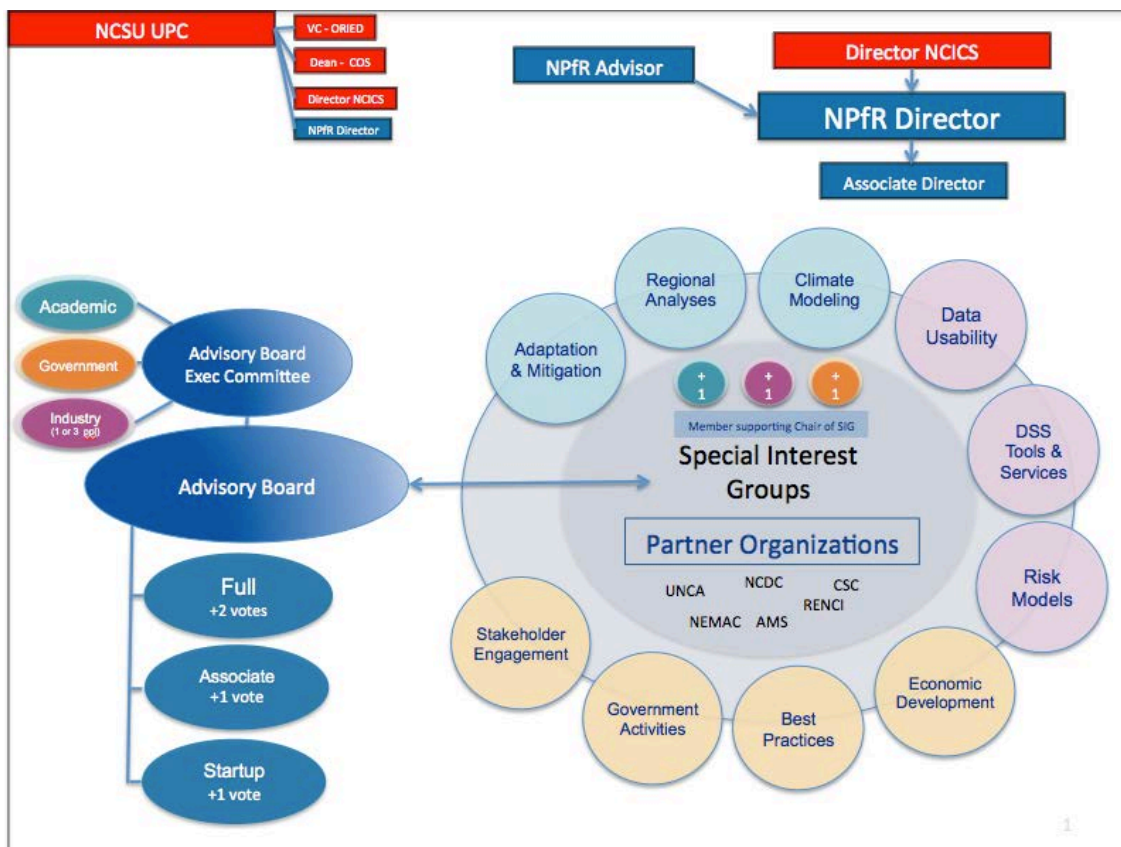 NCSU UPC
VC - ORIED
Dean - COS
Director NCICS
NPfR Director
NPfR Advisor
Director NCICS
NPfR Director
Associate Director
Academic
Government
Industry
(1 or 3 ppl)
Advisory Board
Exec Committee
Advisory Board
Full
+2 votes
Associate
+1 vote
Startup
+1 vote
Regional
Analyses
Climate
Modeling
Data
Usability
Adaptation
& Mitigation
DSS
Tools &
Services
Risk
Models
+
1
+
1
+
1
Member supporting Chair of SIG
Special Interest
Groups
Partner Organizations
UNCA
NCDC
CSC
RENCI
NEMAC
AMS
Stakeholder
Engagement
Government
Activities
Best
Practices
Economic
Development
1